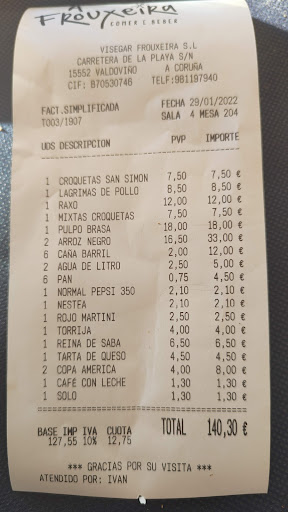 A
FROUXEIRA
COMER E BEBER
VISEGAR FROUXEIRA S.L
CARRETERA DE LA PLAYA S/N
15552 VALDOVIÑO A CORUÑA
CIF: B70530746 TELF:981197940
FACT.SIMPLIFICADA FECHA 29/01/2022
T003/1907 SALA 4 MESA 204
UDS DESCRIPCION PVP IMPORTE
1 CROQUETAS SAN SIMON 7,50 7,50 €
1 LAGRIMAS DE POLLO 8,50 8,50 €
1 RAXO 12,00 12,00 €
1 MIXTAS CROQUETAS 7,50 7,50 €
1 PULPO BRASA 18,00 18,00 €
2 ARROZ NEGRO 16,50 33,00 €
6 CAÑA BARRIL 2,00 12,00 €
2 AGUA DE LITRO 2,50 5,00 €
6 PAN 0,75 4,50 €
1 NORMAL PEPSI 350 2,10 2,10 €
1 NESTEA 2,10 2,10 €
1 ROJO MARTINI 2,50 2,50 €
1 TORRIJA 4,00 4,00 €
1 REINA DE SABA 6,50 6,50 €
1 TARTA DE QUESO 4,50 4,50 €
2 COPA AMERICA 4,00 8,00 €
1 CAFÉ CON LECHE 1,30 1,30 €
1 SOLO 1,30 1,30 €
BASE IMP IVA CUOTA TOTAL 140,30 €
127,55 10% 12,75
*** GRACIAS POR SU VISITA ***
ATENDIDO POR: IVAN